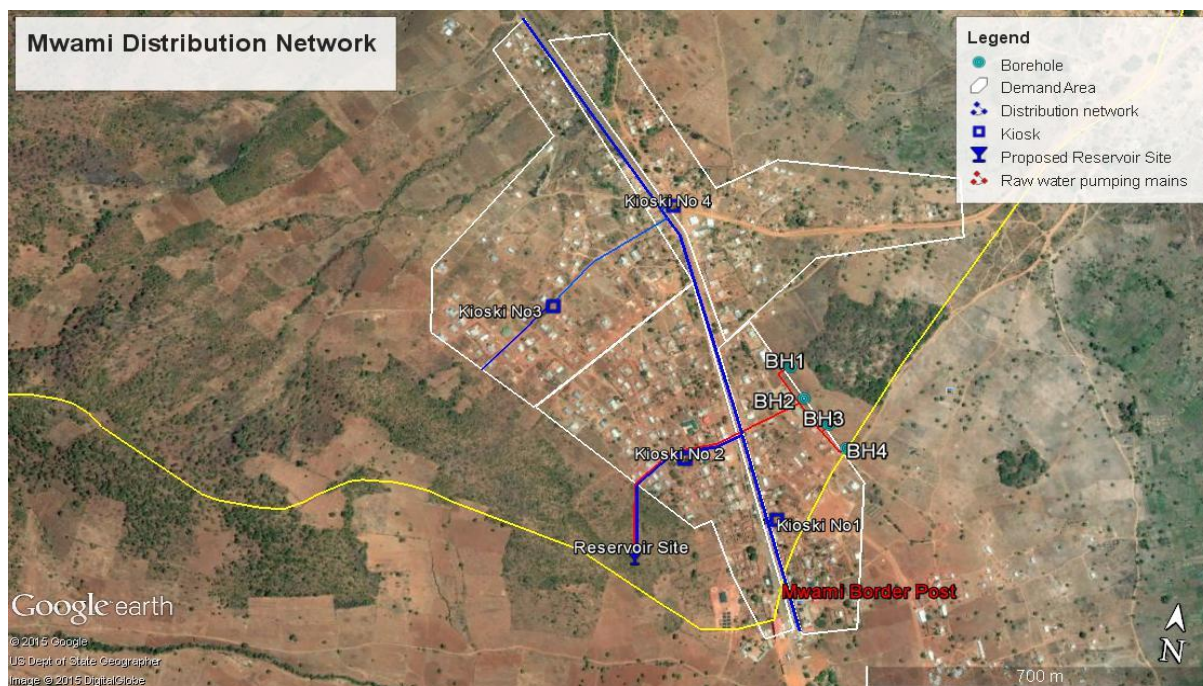 Mwami Distribution Network
Legend
Borehole
Demand Area
Distribution network
Kiosk
Proposed Reservoir Site
Raw water pumping mains
Kioski No 4
Kioski No3
BH1
BH2
BH3
BH4
Kioski No 2
Kioski No1
Reservoir Site
Mwami Border Post
Google earth
© 2015 Google
US Dept of State Geographer
Image © 2015 DigitalGlobe
N
700 m